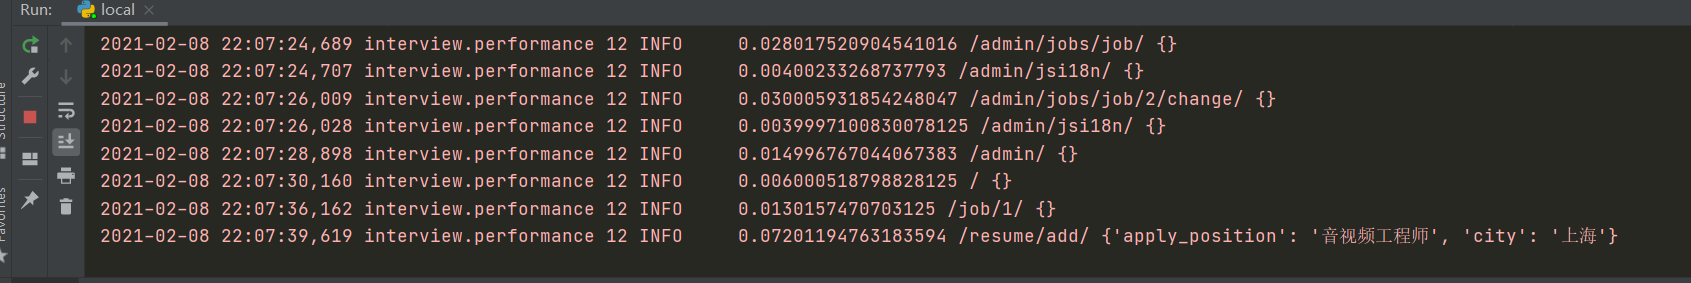 Run: local
2021-02-08 22:07:24,689 interview.performance 12 INFO 0.028017520904541016 /admin/jobs/job/ {}
2021-02-08 22:07:24,707 interview.performance 12 INFO 0.00400233268737793 /admin/jsi18n/ {}
2021-02-08 22:07:26,009 interview.performance 12 INFO 0.030005931854248047 /admin/jobs/job/2/change/ {}
2021-02-08 22:07:26,028 interview.performance 12 INFO 0.0039997100830078125 /admin/jsi18n/ {}
2021-02-08 22:07:28,898 interview.performance 12 INFO 0.014996767044067383 /admin/ {}
2021-02-08 22:07:30,160 interview.performance 12 INFO 0.006000518798828125 / {}
2021-02-08 22:07:36,162 interview.performance 12 INFO 0.0130157470703125 /job/1/ {}
2021-02-08 22:07:39,619 interview.performance 12 INFO 0.07201194763183594 /resume/add/ {'apply_position': '音视频工程师', 'city': '上海'}
Structure
Favorites